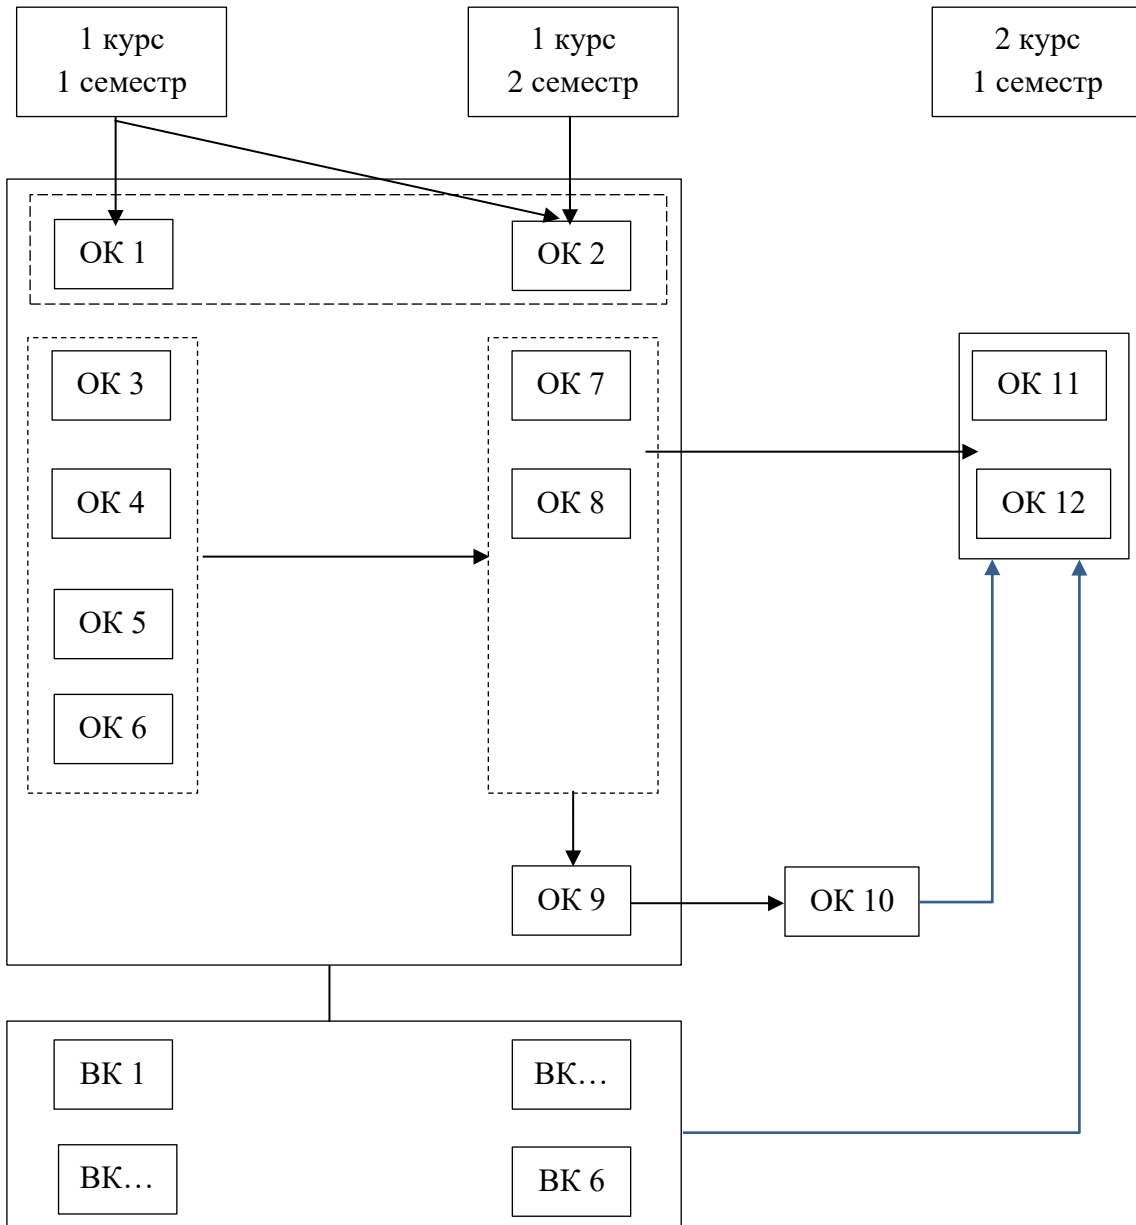 1 курс
1 семестр
1 курс
2 семестр
2 курс
1 семестр
ОК 1
ОК 2
ОК 3
ОК 7
ОК 11
ОК 4
ОК 8
ОК 12
ОК 5
ОК 6
ОК 9
ОК 10
ВК 1
ВК…
ВК…
ВК 6